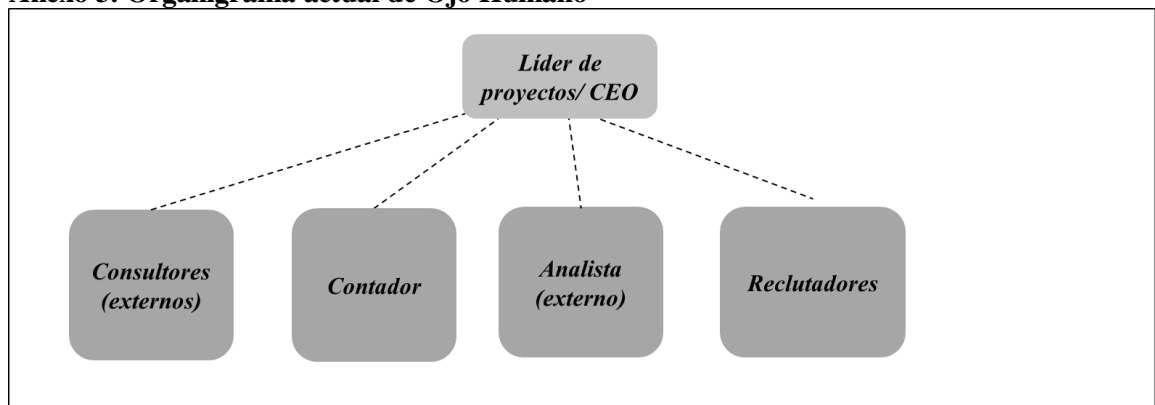 Anexo 3. Organigrama actual de Ojo Humano
Líder de
proyectos/ CEO
Consultores
(externos)
Contador
Analista
(externo)
Reclutadores